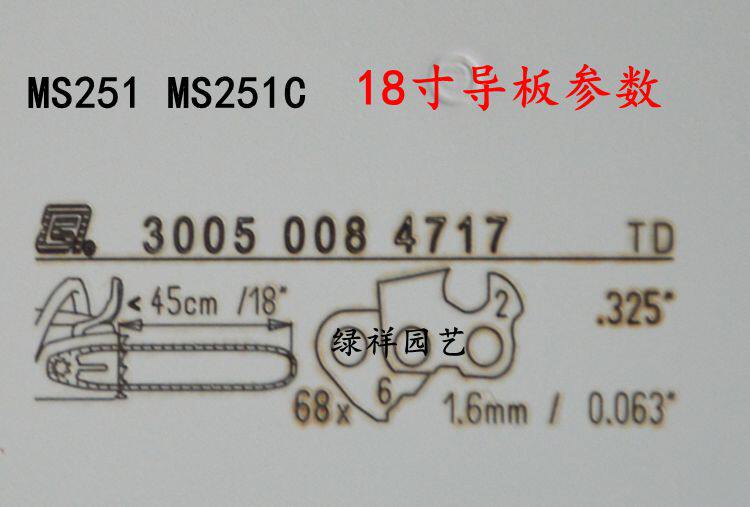 MS251 MS251C 18寸导板参数
3005 008 4717 TD
< 45cm /18" 2 .325"
绿祥园艺
68x 6 1.6mm / 0.063"